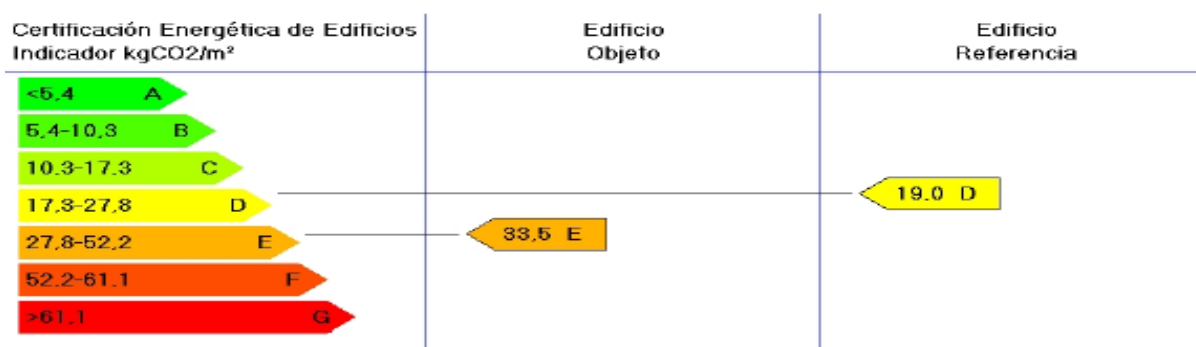 Certificación Energética de Edificios
Indicador kgCO2/m²
Edificio
Objeto
Edificio
Referencia
<5,4 A
5,4-10,3 B
10.3-17.3 C
17,3-27,8 D
19.0 D
27,8-52,2 E
33,5 E
52.2-61.1 F
>61,1 G